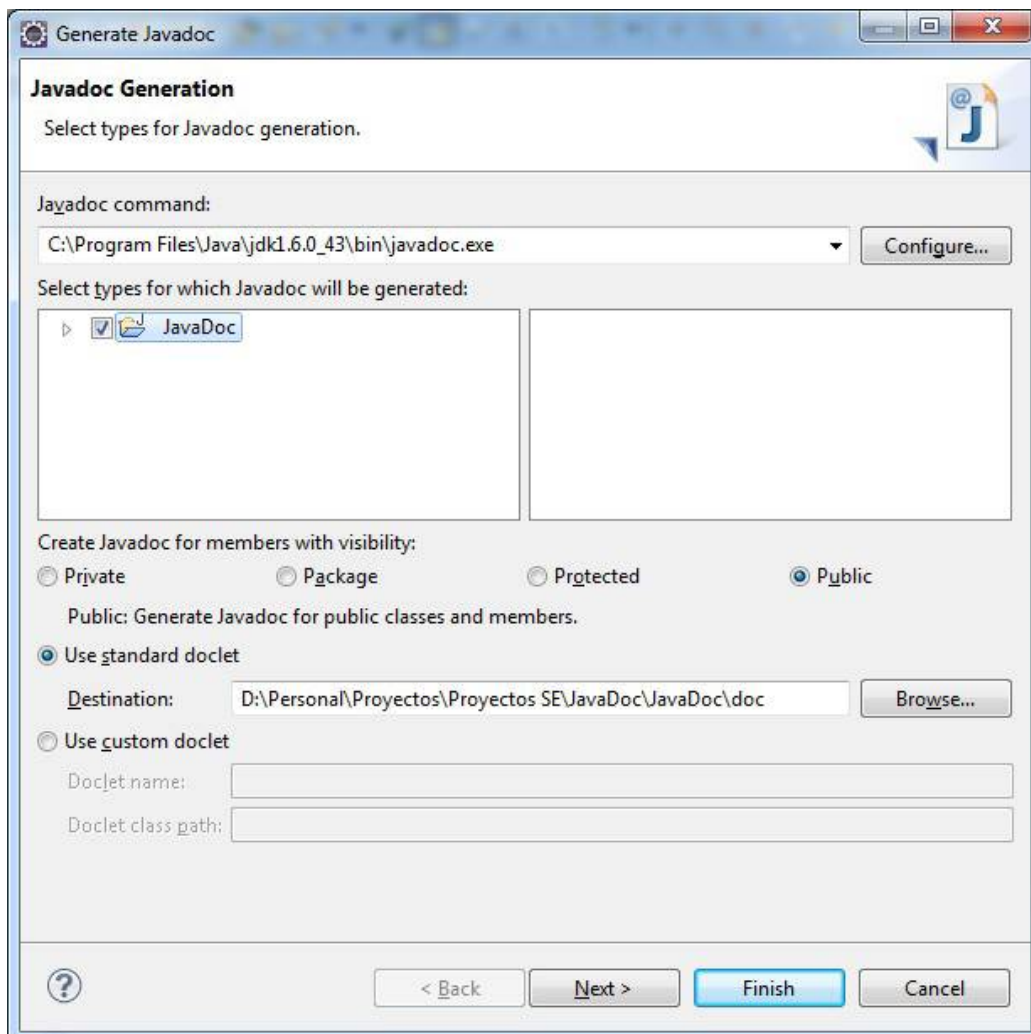 Generate Javadoc
Javadoc Generation
Select types for Javadoc generation.
@
J
Javadoc command:
C:\Program Files\Java\jdk1.6.0_43\bin\javadoc.exe
Configure...
Select types for which Javadoc will be generated:
JavaDoc
Create Javadoc for members with visibility:
Private Package Protected Public
Public: Generate Javadoc for public classes and members.
Use standard doclet
Destination: D:\Personal\Proyectos\Proyectos SE\JavaDoc\JavaDoc\doc Browse...
Use custom doclet
Doclet name:
Doclet class path:
? < Back Next > Finish Cancel